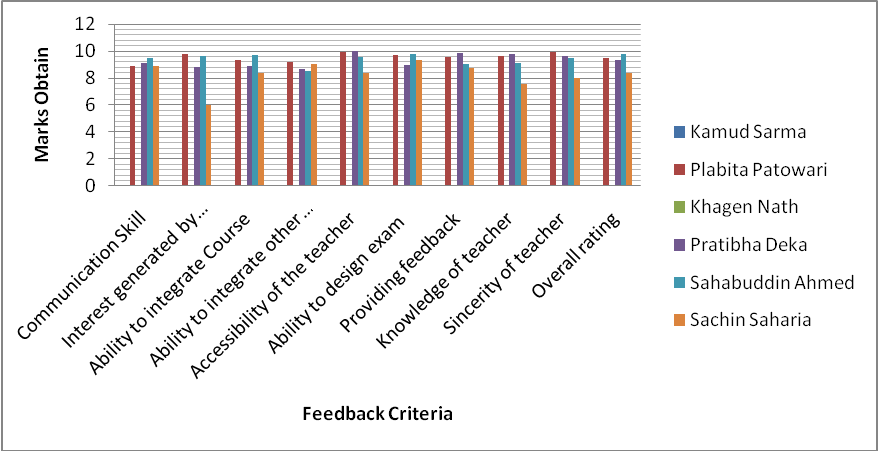 12
10
8
6
4
2
0
Marks Obtain
Communication Skill
Interest generated by...
Ability to integrate Course
Ability to integrate other ...
Accessibility of the teacher
Ability to design exam
Providing feedback
Knowledge of teacher
Sincerity of teacher
Overall rating
Feedback Criteria
Kamud Sarma
Plabita Patowari
Khagen Nath
Pratibha Deka
Sahabuddin Ahmed
Sachin Saharia